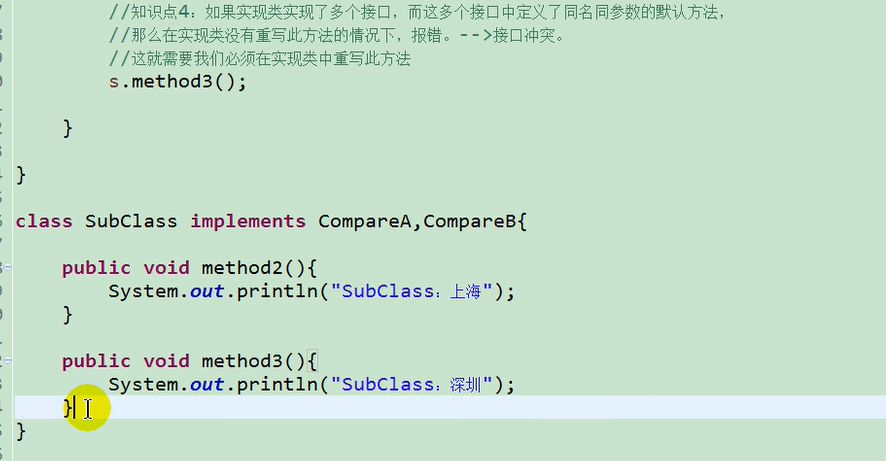 //知识点4：如果实现类实现了多个接口，而这多个接口中定义了同名同参数的默认方法，
//那么在实现类没有重写此方法的情况下，报错。-->接口冲突。
//这就需要我们必须在实现类中重写此方法
s.method3();
}
}
class SubClass implements CompareA,CompareB{
public void method2(){
System.out.println("SubClass：上海");
}
public void method3(){
System.out.println("SubClass：深圳");
}
}